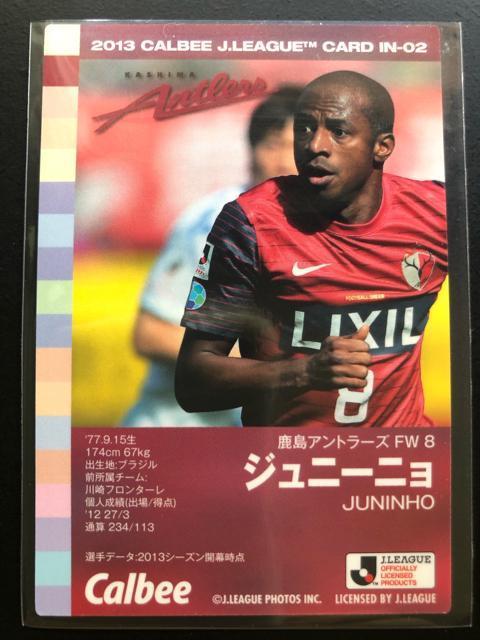 2013 CALBEE J.LEAGUE™ CARD IN-02
KASHIMA
Antlers
FOOTBALL DREAM
LIXIL
8
'77.9.15生
174cm 67kg
出生地:ブラジル
前所属チーム:
川崎フロンターレ
個人成績(出場/得点)
'12 27/3
通算 234/113
選手データ:2013シーズン開幕時点
鹿島アントラーズ FW 8
ジュニーニョ
JUNINHO
Calbee
J.LEAGUE
OFFICIALLY
LICENSED
PRODUCTS
©J.LEAGUE PHOTOS INC.
LICENSED BY J.LEAGUE